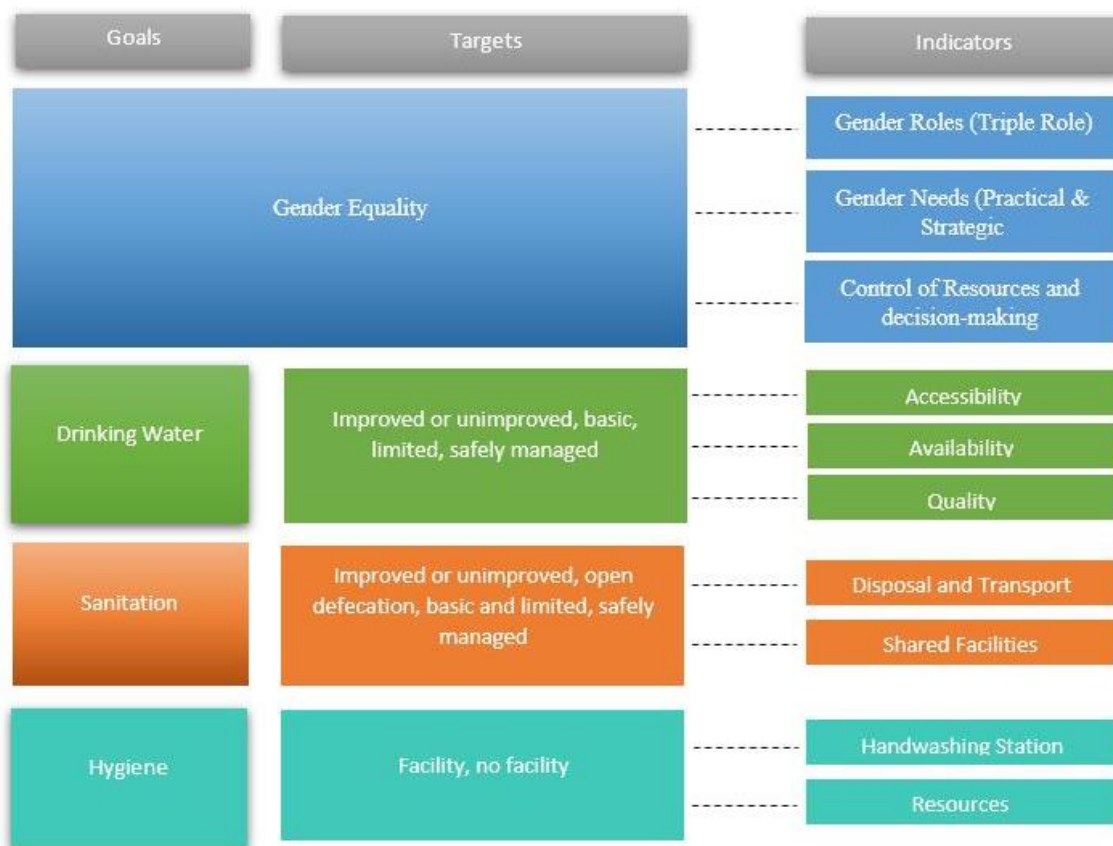 Goals
Targets
Indicators
Gender Equality
Gender Roles (Triple Role)
Gender Needs (Practical &
Strategic
Control of Resources and
decision-making
Drinking Water
Improved or unimproved, basic,
limited, safely managed
Accessibility
Availability
Quality
Sanitation
Improved or unimproved, open
defecation, basic and limited, safely
managed
Disposal and Transport
Shared Facilities
Hygiene
Facility, no facility
Handwashing Station
Resources